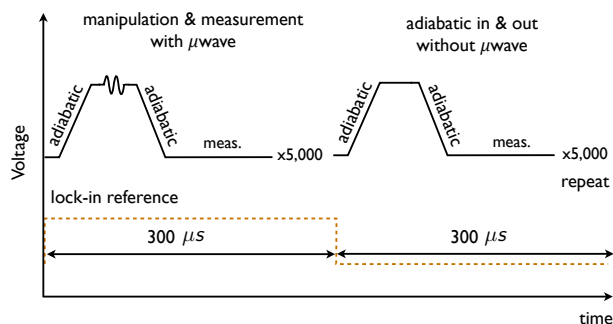 manipulation & measurement
with μwave
adiabatic in & out
without μwave
Voltage
adiabatic
adiabatic
meas.
x5,000
adiabatic
adiabatic
meas.
x5,000
repeat
lock-in reference
300 μs
300 μs
time